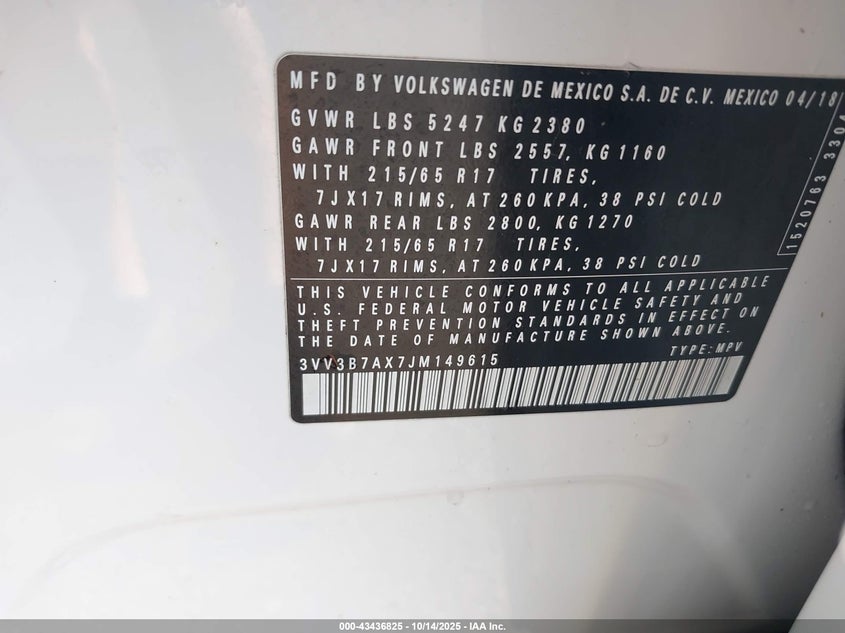 MFD BY VOLKSWAGEN DE MEXICO S.A. DE C.V. MEXICO 04/18
GVWR LBS 5247 KG 2380
GAWR FRONT LBS 2557, KG 1160
WITH 215/65 R17 TIRES,
7JX17 RIMS, AT 260 KPA, 38 PSI COLD
GAWR REAR LBS 2800, KG 1270
WITH 215/65 R17 TIRES,
7JX17 RIMS, AT 260 KPA, 38 PSI COLD
1520763 3304
THIS VEHICLE CONFORMS TO ALL APPLICABLE
U.S. FEDERAL MOTOR VEHICLE SAFETY AND
THEFT PREVENTION STANDARDS IN EFFECT ON
THE DATE OF MANUFACTURE SHOWN ABOVE.
3VV3B7AX7JM149615 TYPE: MPV
000-43436825 - 10/14/2025 - IAA Inc.